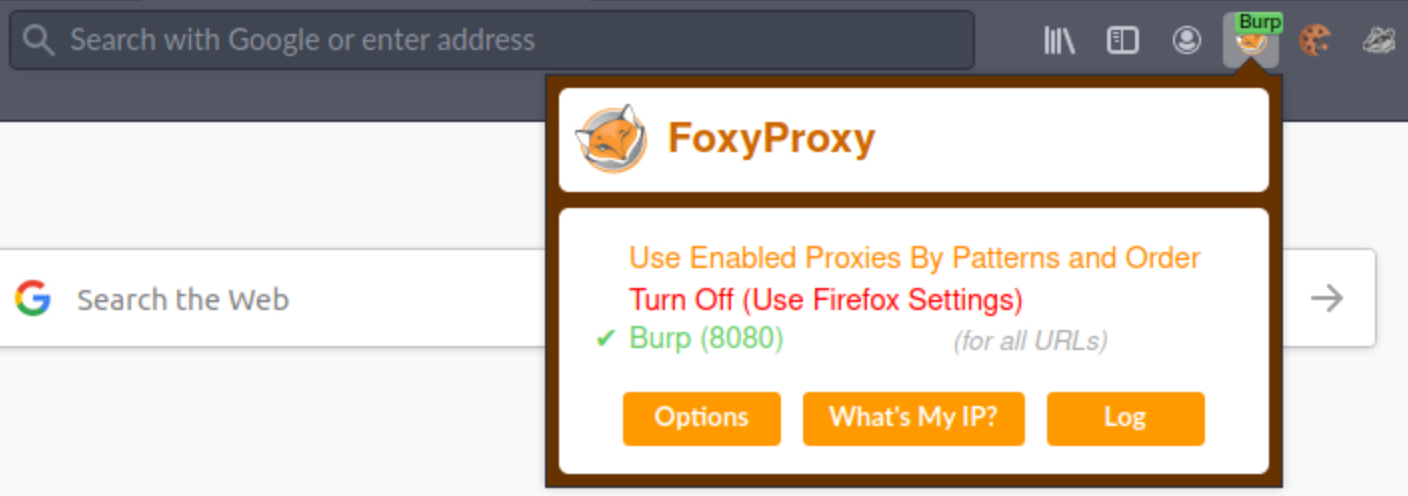 Search with Google or enter address
Burp
FoxyProxy
Use Enabled Proxies By Patterns and Order
Search the Web
Turn Off (Use Firefox Settings)
✔ Burp (8080) (for all URLs)
Options What's My IP? Log